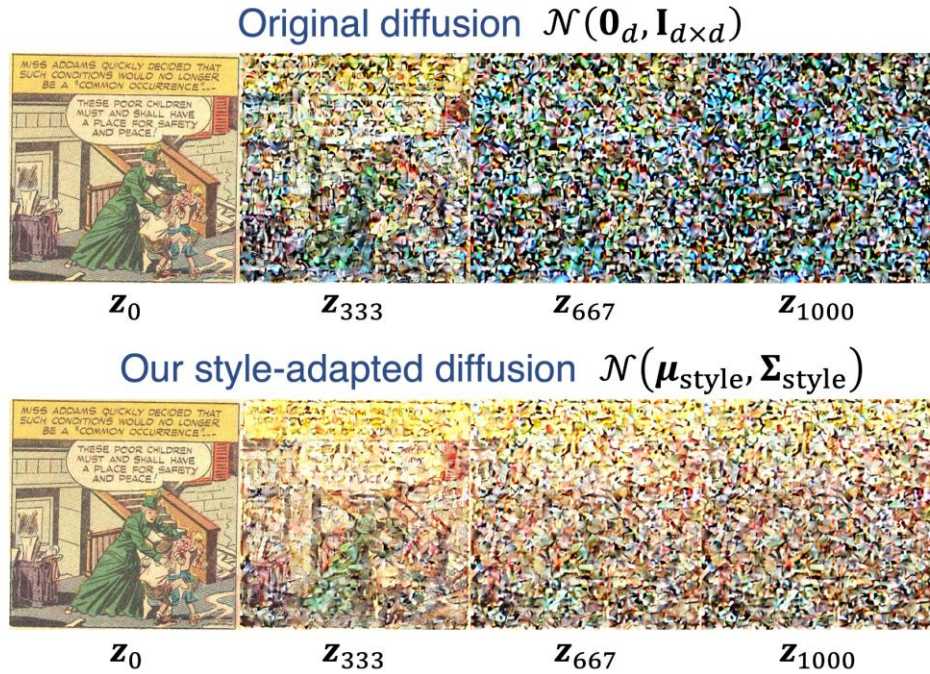 Original diffusion 𝒩(𝟎_d, 𝐈_{d×d})
MISS ADDAMS QUICKLY DECIDED THAT
SUCH CONDITIONS WOULD NO LONGER
BE A "COMMON OCCURRENCE"...
THESE POOR CHILDREN
MUST AND SHALL HAVE
A PLACE FOR SAFETY
AND PEACE!
z₀ z₃₃₃ z₆₆₇ z₁₀₀₀
Our style-adapted diffusion 𝒩(𝛍_style, 𝚺_style)
MISS ADDAMS QUICKLY DECIDED THAT
SUCH CONDITIONS WOULD NO LONGER
BE A "COMMON OCCURRENCE"...
THESE POOR CHILDREN
MUST AND SHALL HAVE
A PLACE FOR SAFETY
AND PEACE!
z₀ z₃₃₃ z₆₆₇ z₁₀₀₀